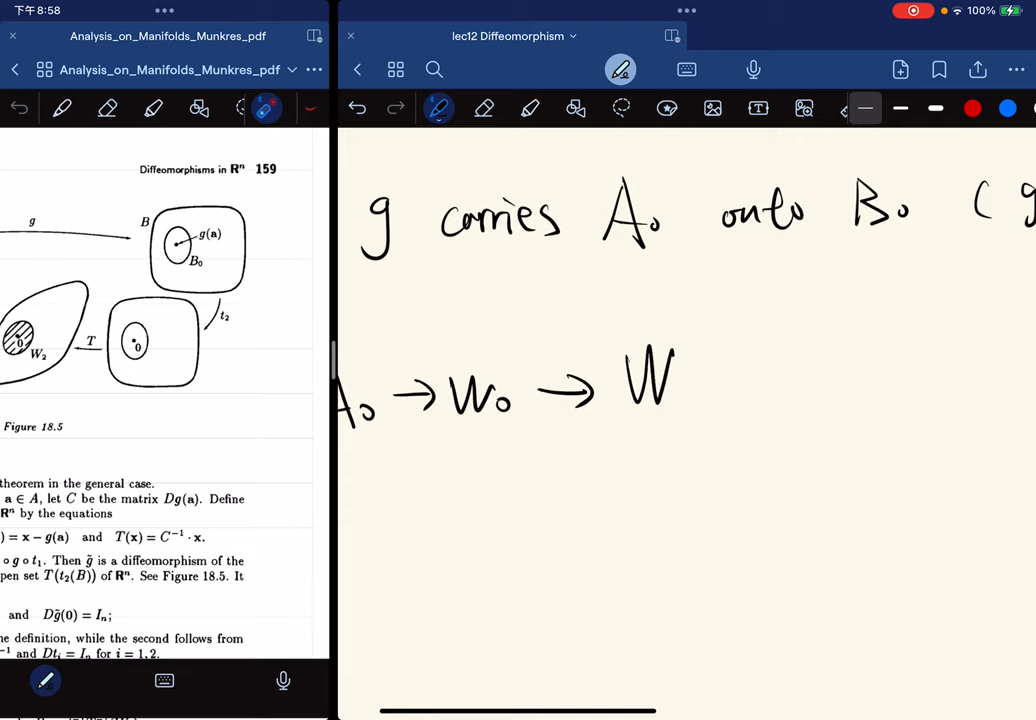 下午8:58
100%
Analysis_on_Manifolds_Munkres_pdf
lec12 Diffeomorphism
Analysis_on_Manifolds_Munkres_pdf
Diffeomorphisms in Rⁿ 159
g
B
g(a)
B₀
t₂
0
W₂
T
0
Figure 18.5
theorem in the general case.
a ∈ A, let C be the matrix Dg(a). Define
Rⁿ by the equations
) = x − g(a) and T(x) = C⁻¹ · x.
∘ g ∘ t₁. Then g̃ is a diffeomorphism of the
pen set T(t₂(B)) of Rⁿ. See Figure 18.5. It
and Dg̃(0) = Iₙ;
he definition, while the second follows from
⁻¹ and Dtᵢ = Iₙ for i = 1,2.
g carries A₀ onto B₀ ( g
A₀ → W₀ → W